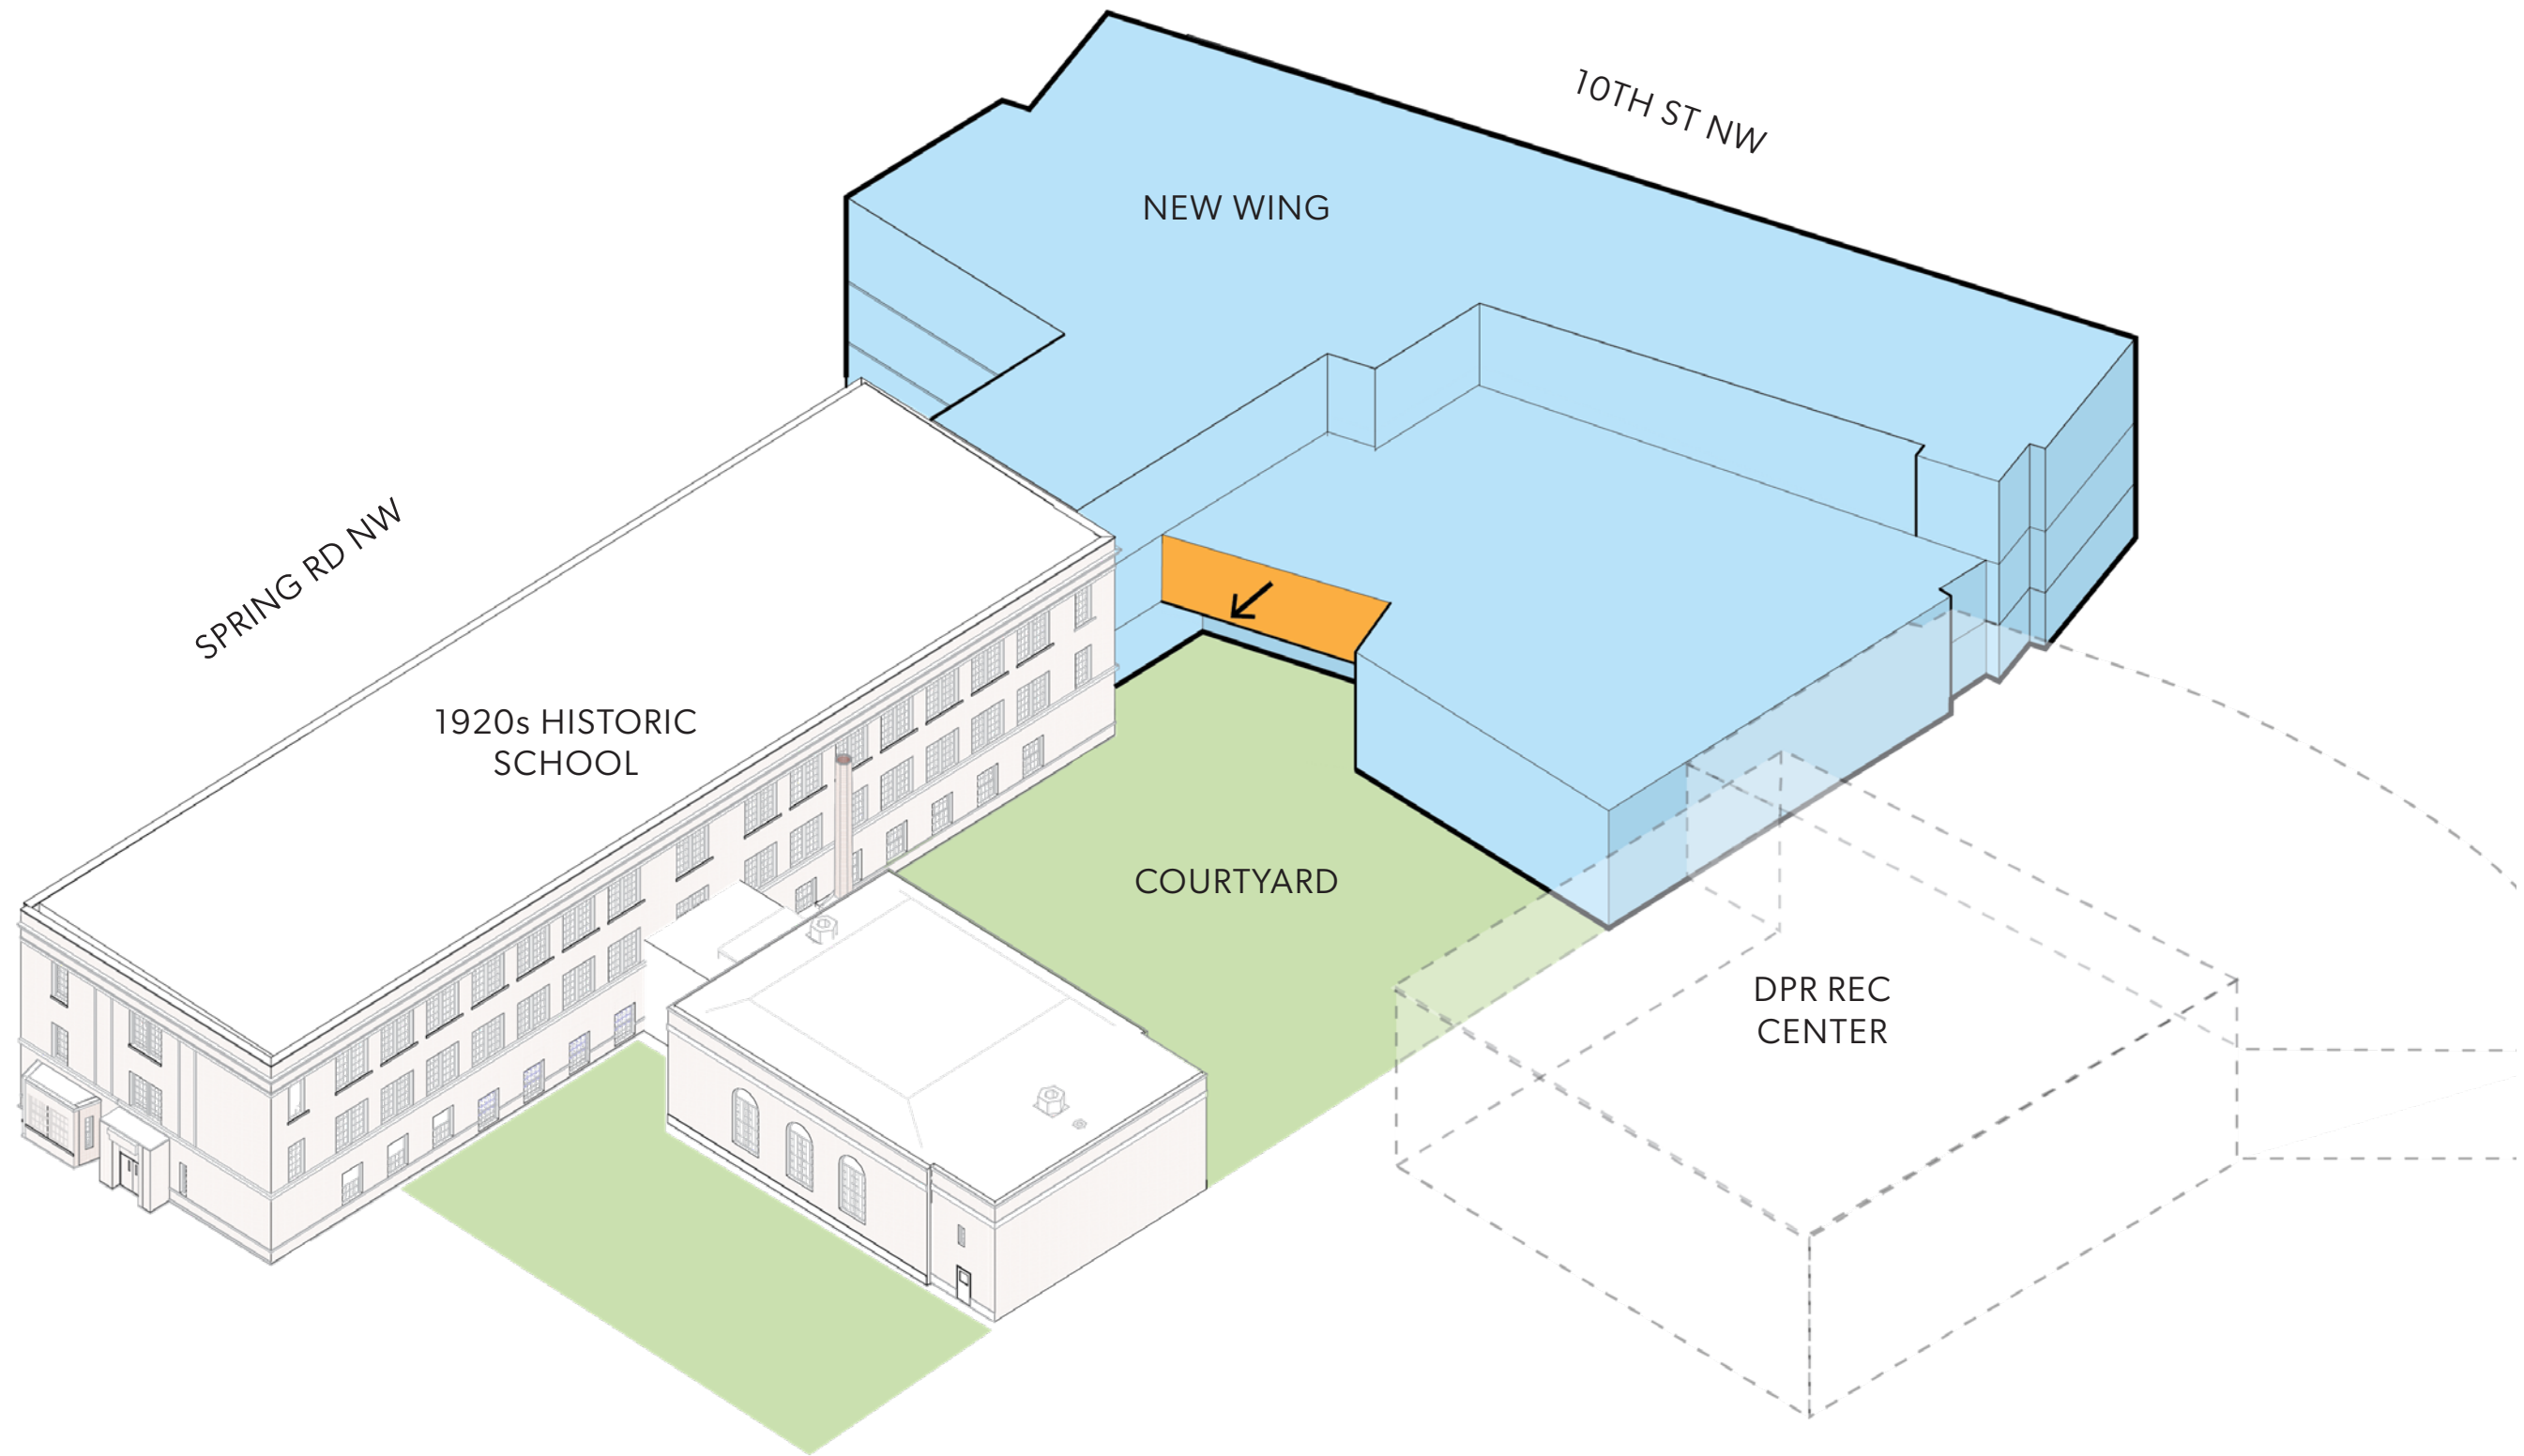 10TH ST NW
NEW WING
SPRING RD NW
1920s HISTORIC
SCHOOL
COURTYARD
DPR REC
CENTER